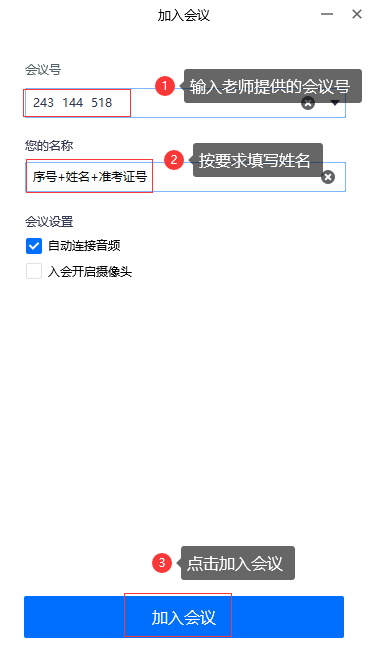 加入会议
会议号
1 输入老师提供的会议号
243 144 518
您的名称
2 按要求填写姓名
序号+姓名+准考证号
会议设置
自动连接音频
入会开启摄像头
3 点击加入会议
加入会议